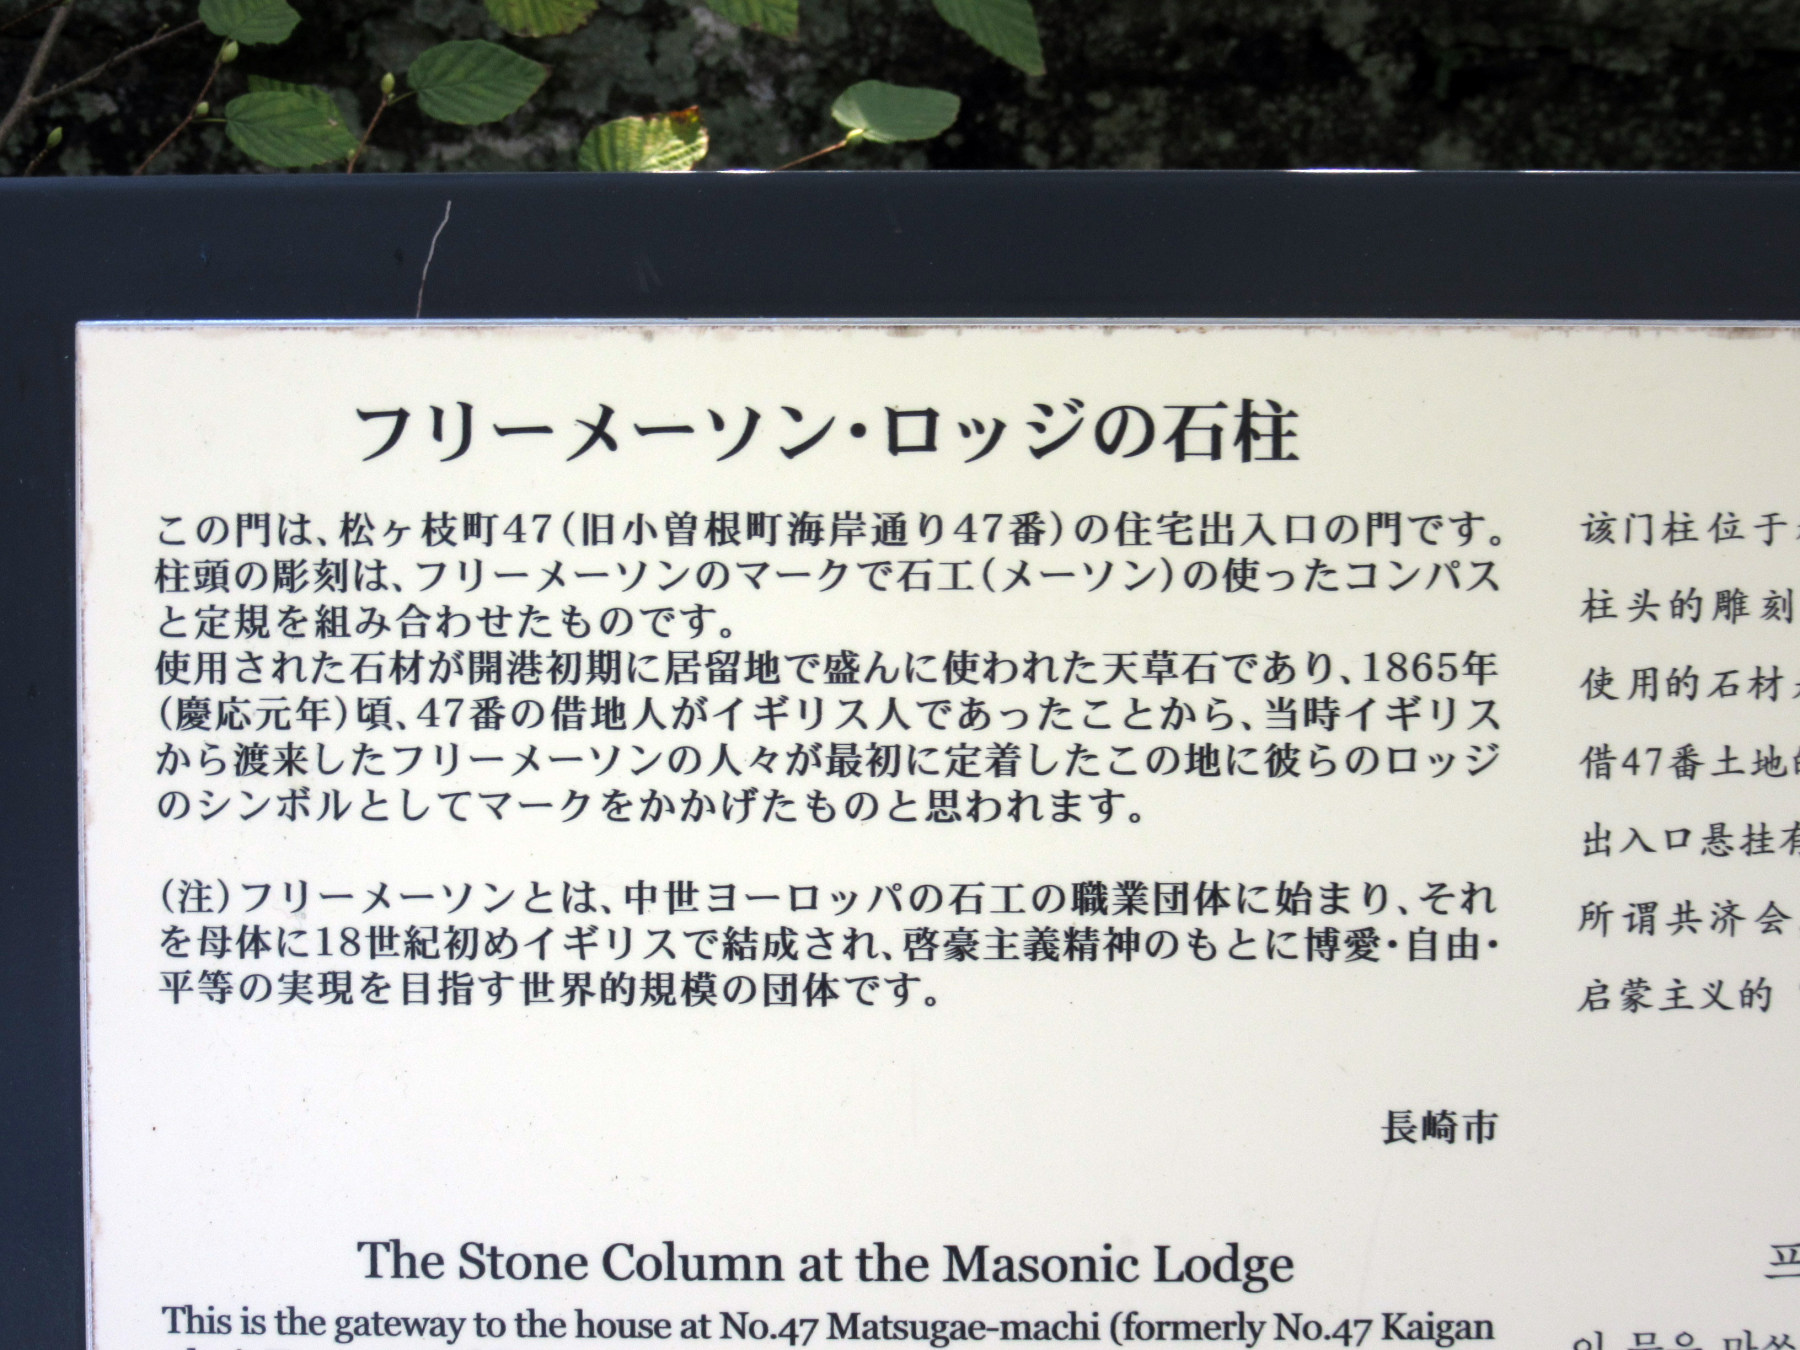 フリーメーソン・ロッジの石柱
この門は、松ヶ枝町47(旧小曽根町海岸通り47番)の住宅出入口の門です。
柱頭の彫刻は、フリーメーソンのマークで石工(メーソン)の使ったコンパス
と定規を組み合わせたものです。
使用された石材が開港初期に居留地で盛んに使われた天草石であり、1865年
(慶応元年)頃、47番の借地人がイギリス人であったことから、当時イギリス
から渡来したフリーメーソンの人々が最初に定着したこの地に彼らのロッジ
のシンボルとしてマークをかかげたものと思われます。
(注)フリーメーソンとは、中世ヨーロッパの石工の職業団体に始まり、それ
を母体に18世紀初めイギリスで結成され、啓豪主義精神のもとに博愛・自由・
平等の実現を目指す世界的規模の団体です。
長崎市
The Stone Column at the Masonic Lodge
This is the gateway to the house at No.47 Matsugae-machi (formerly No.47 Kaigan
该门柱位于
柱头的雕刻
使用的石材
借47番土地
出入口悬挂
所谓共济会
启蒙主义的